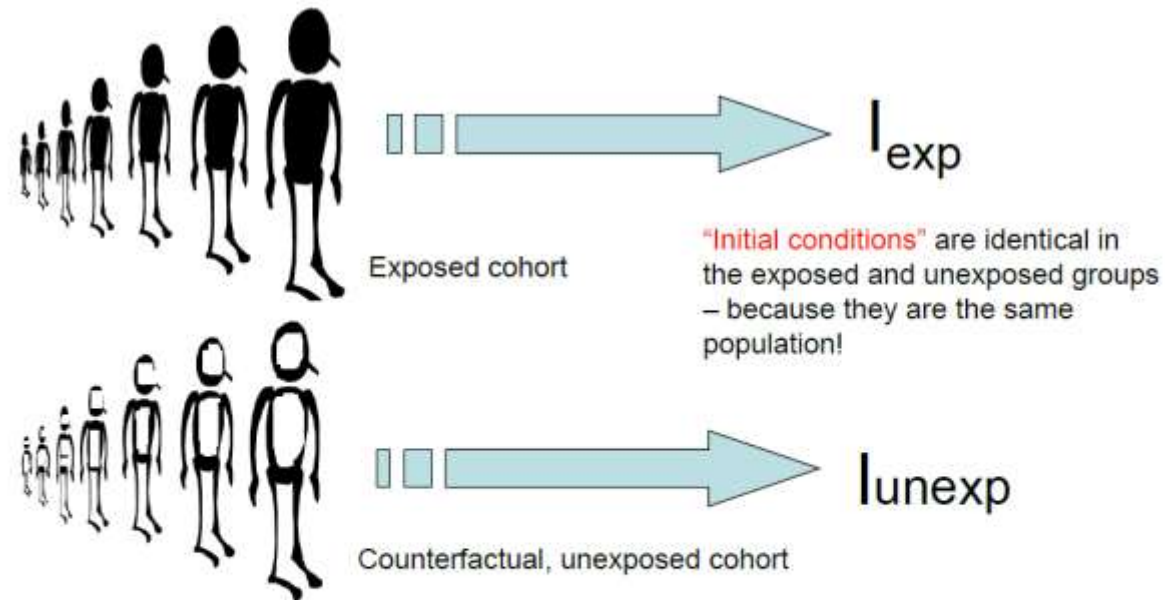 Iexp
Exposed cohort
“Initial conditions” are identical in
the exposed and unexposed groups
– because they are the same
population!
Iunexp
Counterfactual, unexposed cohort